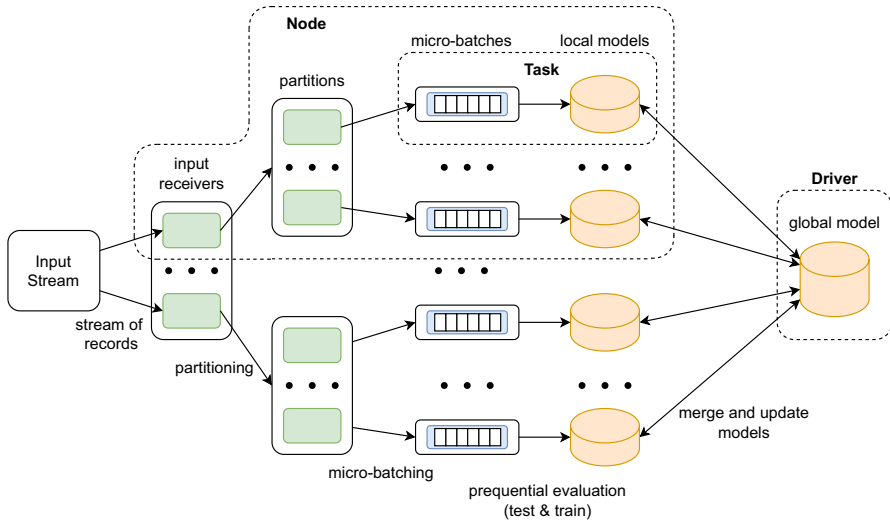 Node
micro-batches
local models
Task
partitions
input
receivers
Driver
global model
Input
Stream
stream of
records
partitioning
merge and update
models
micro-batching
prequential evaluation
(test & train)